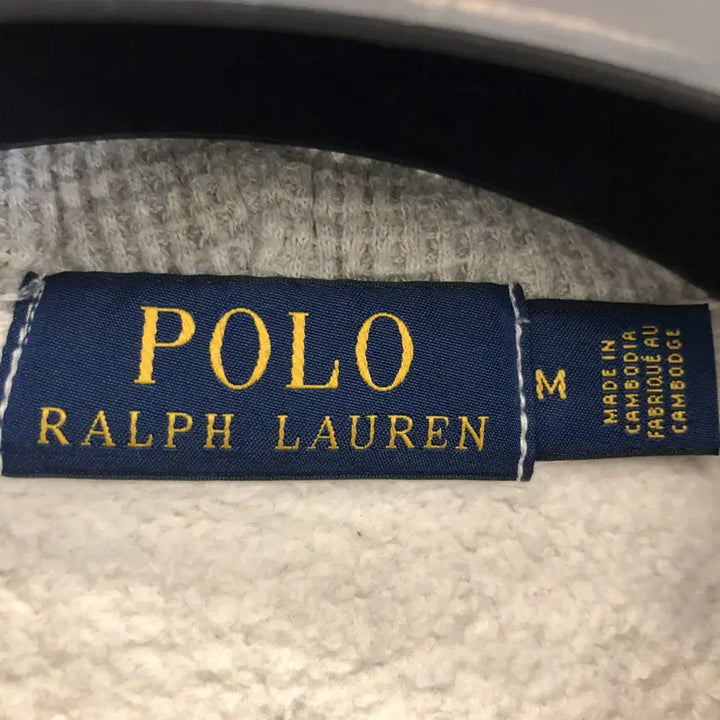 POLO
RALPH LAUREN
M
MADE IN
CAMBODIA
FABRIQUÉ AU
CAMBODGE